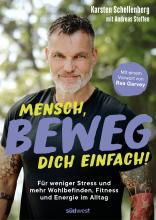 Karsten Schellenberg
mit Andreas Steffen
Mit einem
Vorwort von
Rea Garvey
MENSCH,
BEWEG
DICH EINFACH!
Für weniger Stress und
mehr Wohlbefinden, Fitness
und Energie im Alltag
südwest